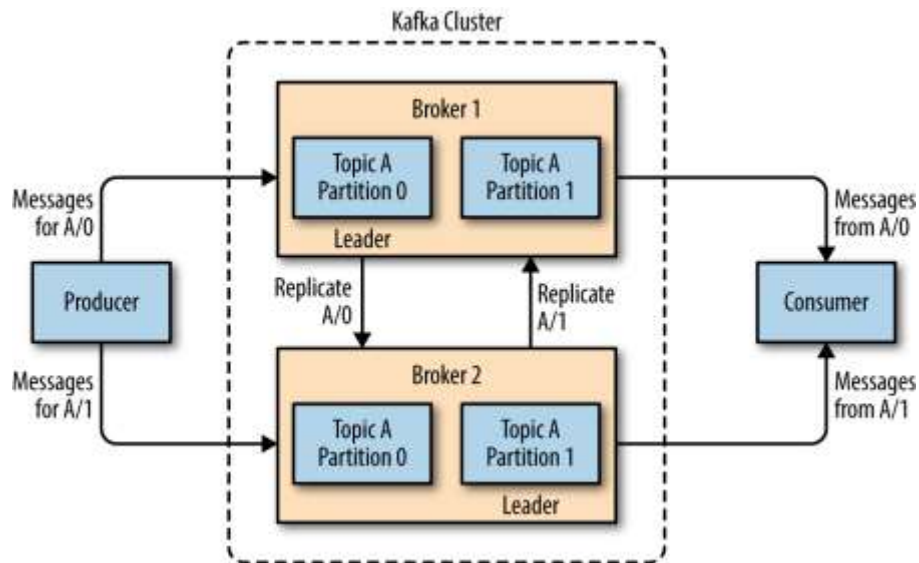 Kafka Cluster
Broker 1
Topic A
Partition 0
Topic A
Partition 1
Leader
Messages
for A/0
Producer
Messages
for A/1
Replicate
A/0
Replicate
A/1
Messages
from A/0
Consumer
Messages
from A/1
Broker 2
Topic A
Partition 0
Topic A
Partition 1
Leader